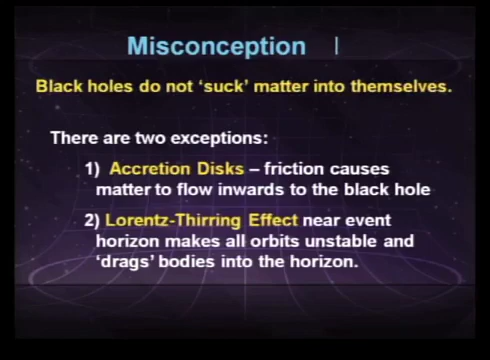 Misconception I
Black holes do not ‘suck’ matter into themselves.
There are two exceptions:
1) Accretion Disks – friction causes
matter to flow inwards to the black hole
2) Lorentz-Thirring Effect near event
horizon makes all orbits unstable and
‘drags’ bodies into the horizon.